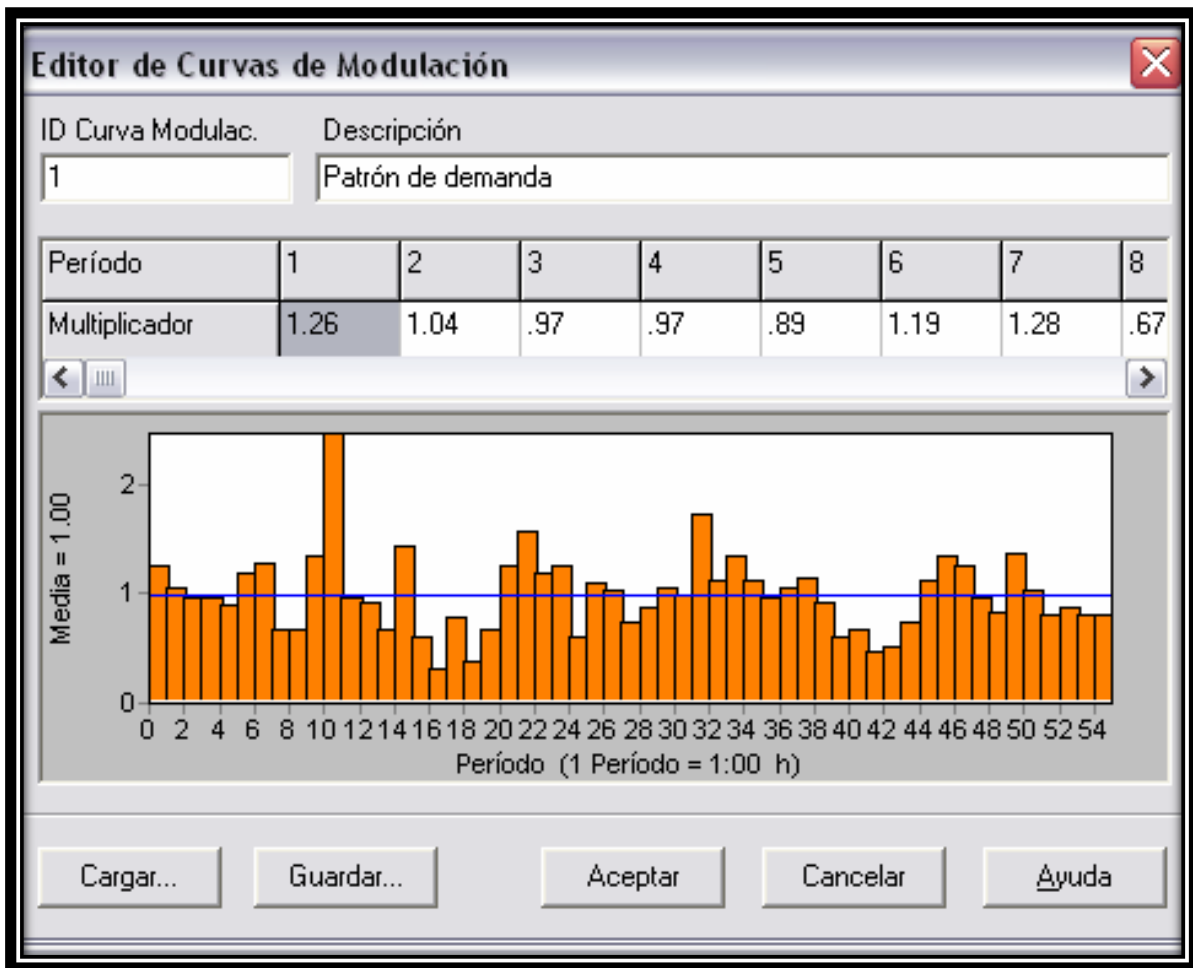 Editor de Curvas de Modulación
ID Curva Modulac. Descripción
1 Patrón de demanda
Período 1 2 3 4 5 6 7 8
Multiplicador 1.26 1.04 .97 .97 .89 1.19 1.28 .67
Media = 1.00
2
1
0
0 2 4 6 8 10 12 14 16 18 20 22 24 26 28 30 32 34 36 38 40 42 44 46 48 50 52 54
Período (1 Período = 1:00 h)
Cargar... Guardar... Aceptar Cancelar Ayuda